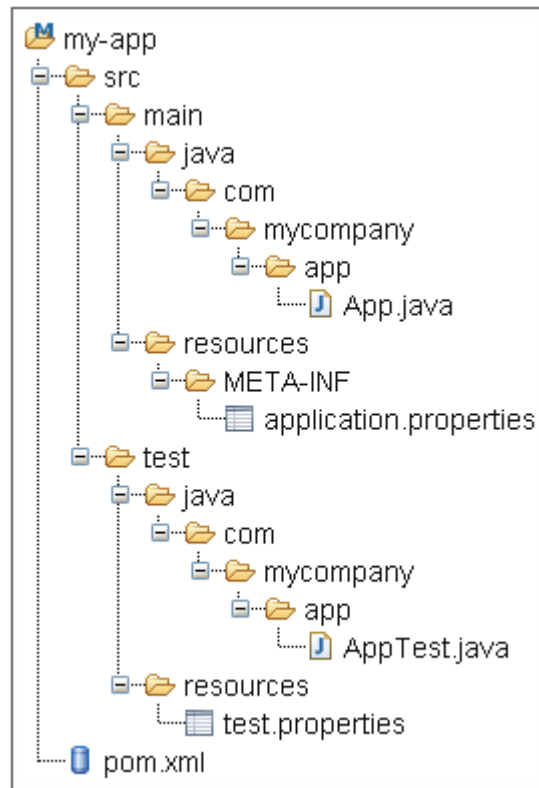 my-app
src
main
java
com
mycompany
app
App.java
resources
META-INF
application.properties
test
java
com
mycompany
app
AppTest.java
resources
test.properties
pom.xml